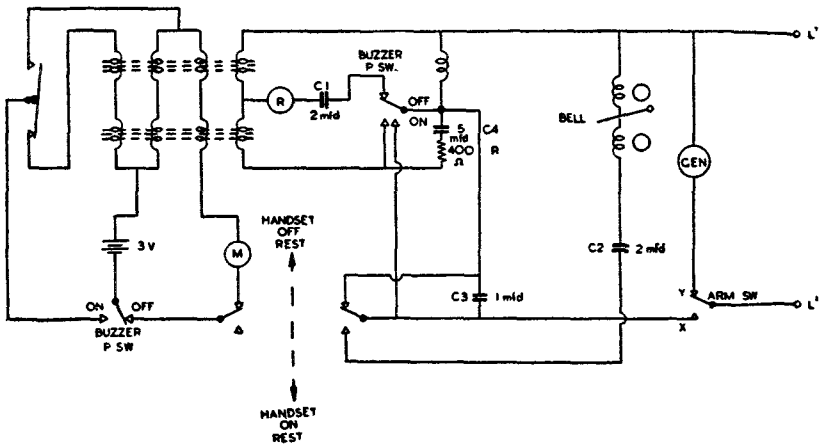 BUZZER
P SW.
C1
R
2 mfd
OFF
ON
5
mfd
400
Ω
C4
R
BELL
GEN
L¹
3 V
M
HANDSET
OFF
REST
C2
2 mfd
C3
1 mfd
Y
ARM SW
X
L²
ON
OFF
BUZZER
P SW
HANDSET
ON
REST